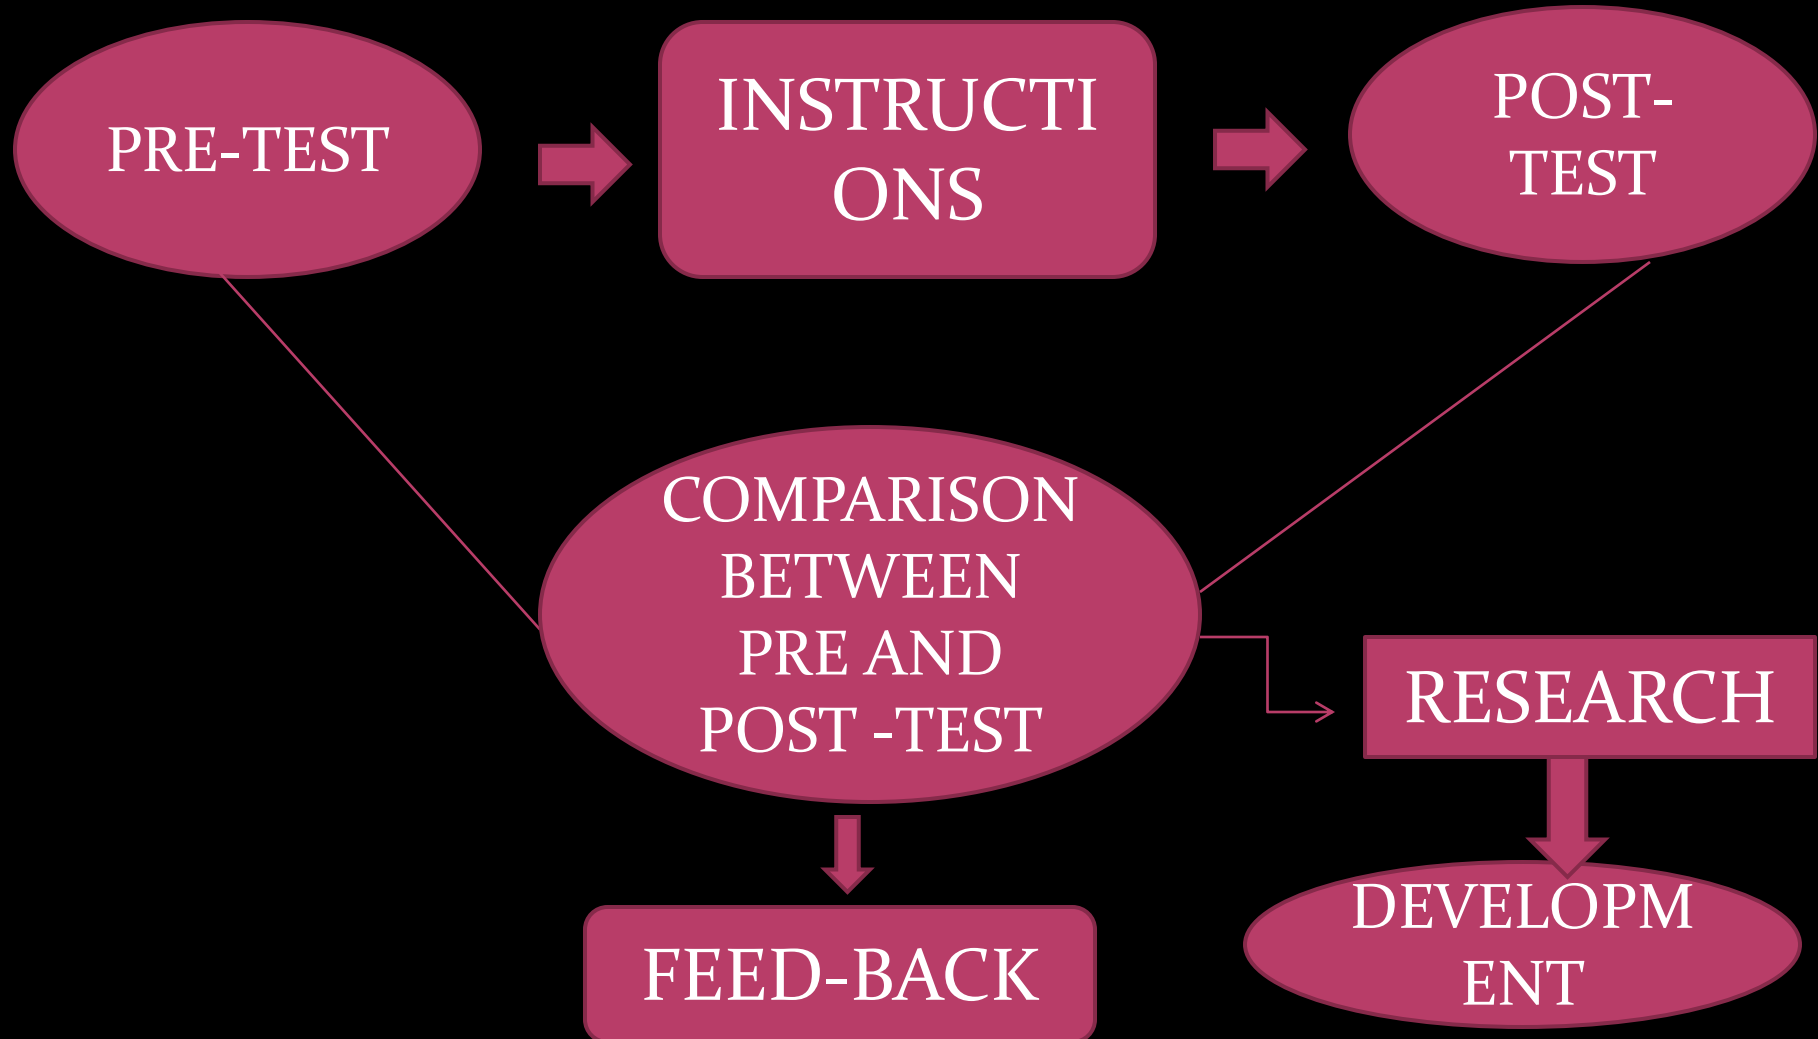 PRE-TEST
INSTRUCTI
ONS
POST-
TEST
COMPARISON
BETWEEN
PRE AND
POST -TEST
RESEARCH
FEED-BACK
DEVELOPM
ENT